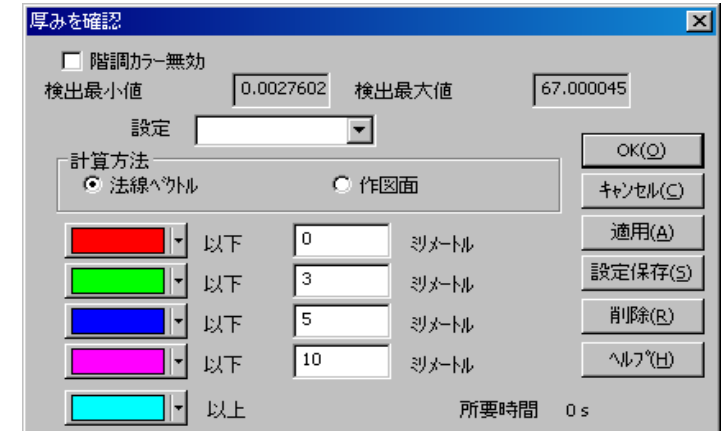 厚みを確認
階調カラー無効
検出最小値 0.0027602 検出最大値 67.000045
設定
計算方法
法線ベクトル 作図面
以下 0 ミリメートル
以下 3 ミリメートル
以下 5 ミリメートル
以下 10 ミリメートル
以上 所要時間 0 s
OK(O)
キャンセル(C)
適用(A)
設定保存(S)
削除(R)
ヘルプ(H)